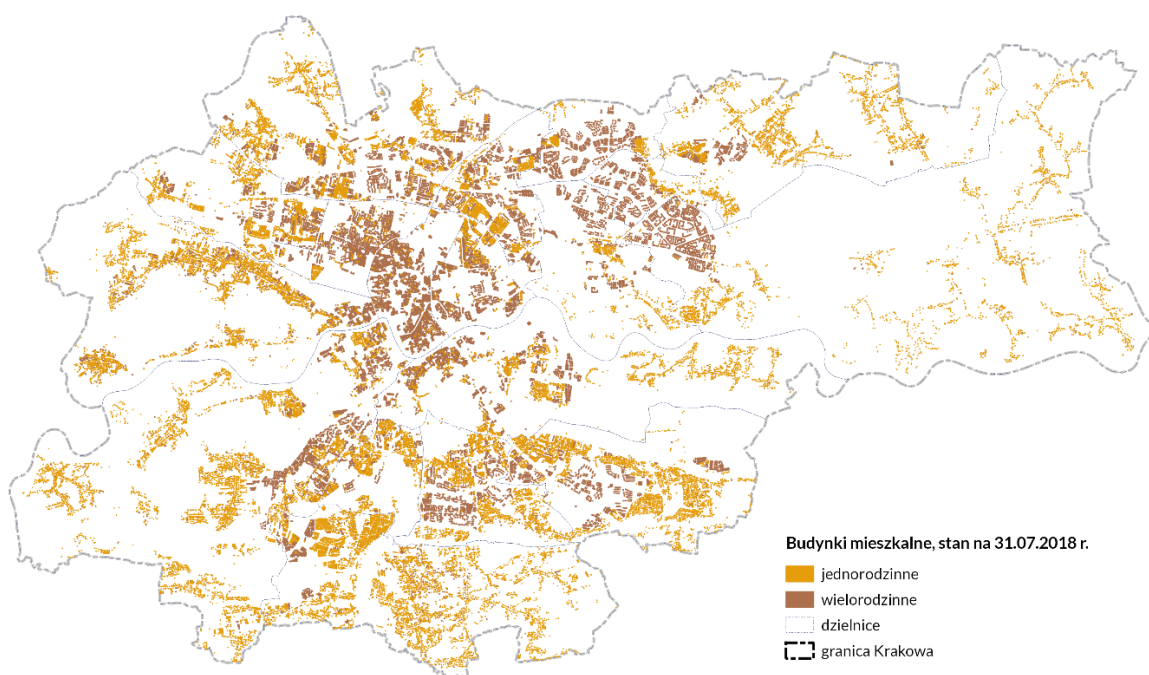 Budynki mieszkalne, stan na 31.07.2018 r.
jednorodzinne
wielorodzinne
dzielnice
granica Krakowa